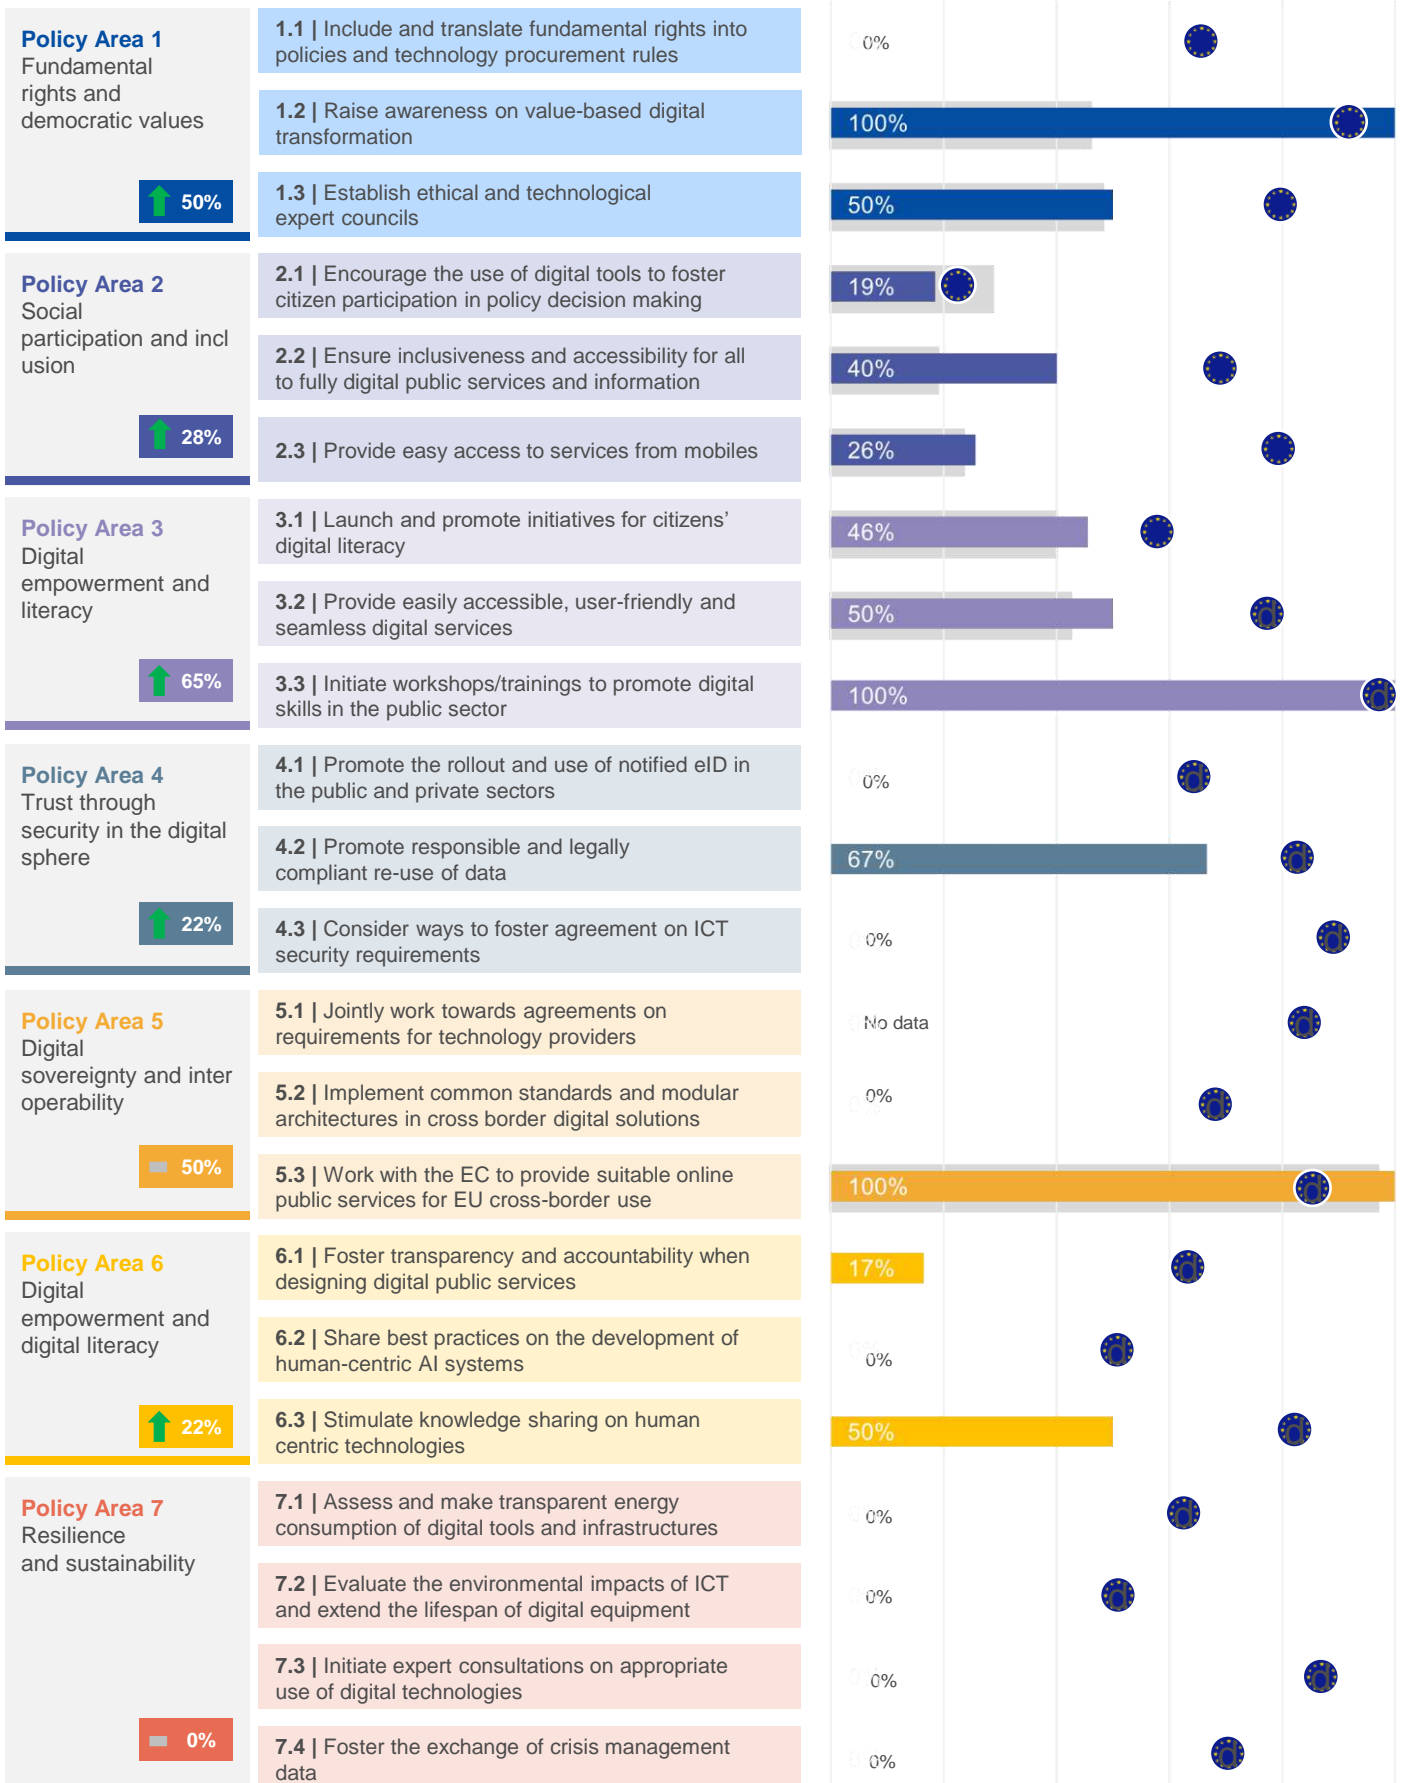 Policy Area 1
Fundamental
rights and
democratic values
50%
1.1 | Include and translate fundamental rights into
policies and technology procurement rules
0%
1.2 | Raise awareness on value-based digital
transformation
100%
1.3 | Establish ethical and technological
expert councils
50%
Policy Area 2
Social
participation and incl
usion
28%
2.1 | Encourage the use of digital tools to foster
citizen participation in policy decision making
19%
2.2 | Ensure inclusiveness and accessibility for all
to fully digital public services and information
40%
2.3 | Provide easy access to services from mobiles
26%
Policy Area 3
Digital
empowerment and
literacy
65%
3.1 | Launch and promote initiatives for citizens’
digital literacy
46%
3.2 | Provide easily accessible, user-friendly and
seamless digital services
50%
d
3.3 | Initiate workshops/trainings to promote digital
skills in the public sector
100%
d
Policy Area 4
Trust through
security in the digital
sphere
22%
4.1 | Promote the rollout and use of notified eID in
the public and private sectors
0%
d
4.2 | Promote responsible and legally
compliant re-use of data
67%
d
4.3 | Consider ways to foster agreement on ICT
security requirements
0%
d
Policy Area 5
Digital
sovereignty and inter
operability
50%
5.1 | Jointly work towards agreements on
requirements for technology providers
No data
d
5.2 | Implement common standards and modular
architectures in cross border digital solutions
0%
d
5.3 | Work with the EC to provide suitable online
public services for EU cross-border use
100%
d
Policy Area 6
Digital
empowerment and
digital literacy
22%
6.1 | Foster transparency and accountability when
designing digital public services
17%
d
6.2 | Share best practices on the development of
human-centric AI systems
0%
d
6.3 | Stimulate knowledge sharing on human
centric technologies
50%
d
Policy Area 7
Resilience
and sustainability
0%
7.1 | Assess and make transparent energy
consumption of digital tools and infrastructures
0%
d
7.2 | Evaluate the environmental impacts of ICT
and extend the lifespan of digital equipment
0%
d
7.3 | Initiate expert consultations on appropriate
use of digital technologies
0%
d
7.4 | Foster the exchange of crisis management
data
0%
d